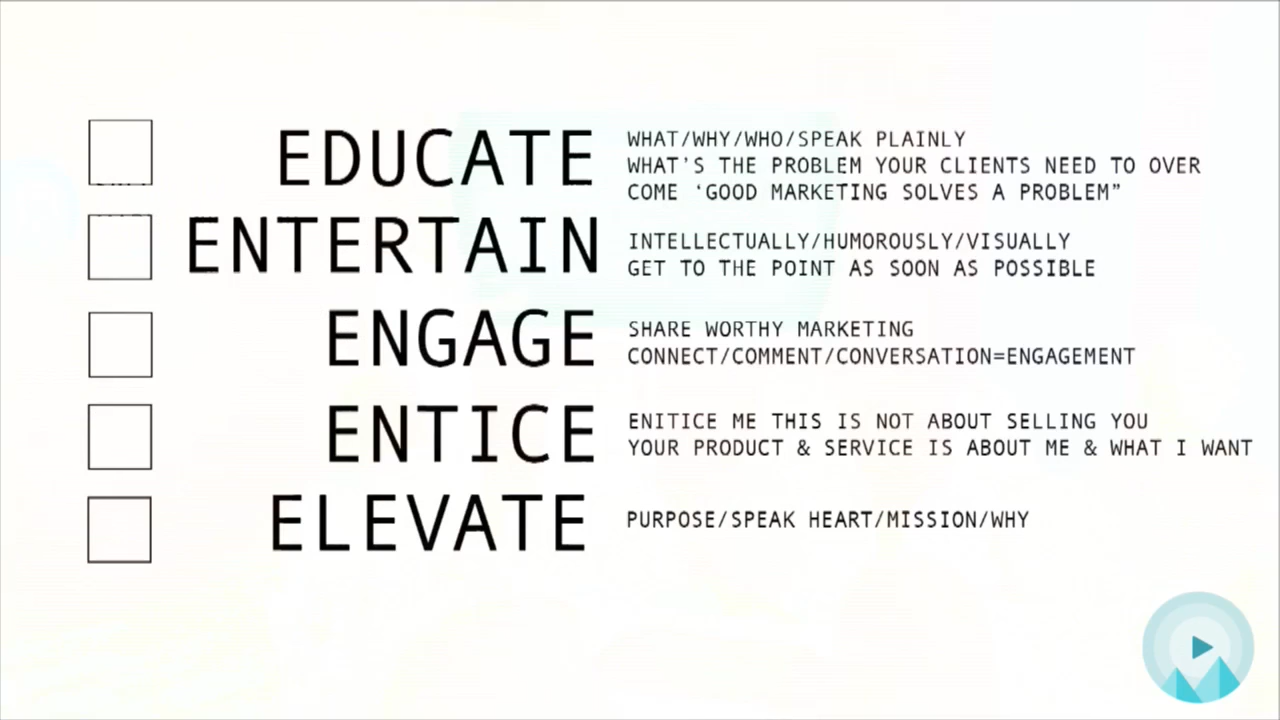 EDUCATE
WHAT/WHY/WHO/SPEAK PLAINLY
WHAT'S THE PROBLEM YOUR CLIENTS NEED TO OVER
COME ‘GOOD MARKETING SOLVES A PROBLEM”
ENTERTAIN
INTELLECTUALLY/HUMOROUSLY/VISUALLY
GET TO THE POINT AS SOON AS POSSIBLE
ENGAGE
SHARE WORTHY MARKETING
CONNECT/COMMENT/CONVERSATION=ENGAGEMENT
ENTICE
ENITICE ME THIS IS NOT ABOUT SELLING YOU
YOUR PRODUCT & SERVICE IS ABOUT ME & WHAT I WANT
ELEVATE
PURPOSE/SPEAK HEART/MISSION/WHY